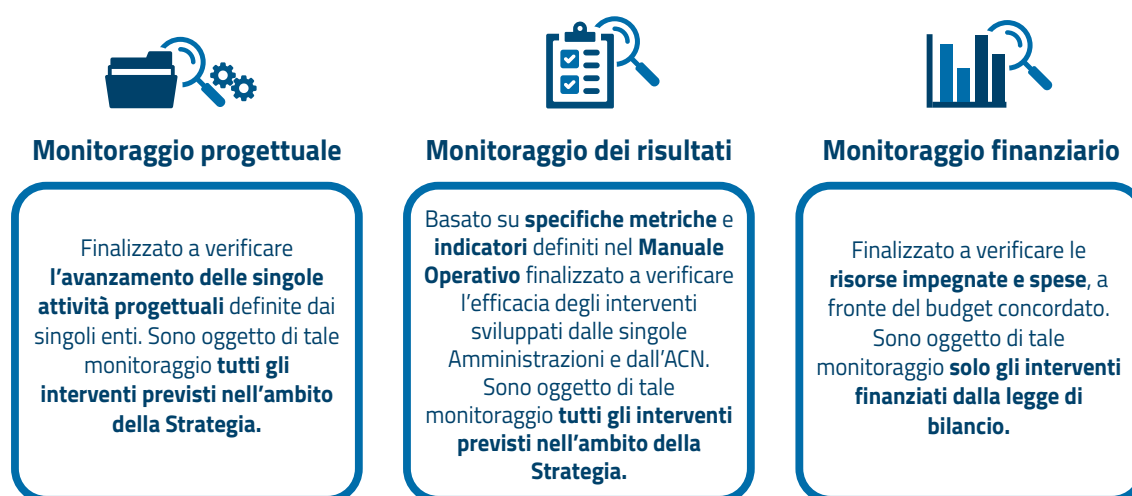 Monitoraggio progettuale
Finalizzato a verificare
l'avanzamento delle singole
attività progettuali definite dai
singoli enti. Sono oggetto di tale
monitoraggio tutti gli
interventi previsti nell'ambito
della Strategia.
Monitoraggio dei risultati
Basato su specifiche metriche e
indicatori definiti nel Manuale
Operativo finalizzato a verificare
l'efficacia degli interventi
sviluppati dalle singole
Amministrazioni e dall'ACN.
Sono oggetto di tale
monitoraggio tutti gli interventi
previsti nell'ambito della
Strategia.
Monitoraggio finanziario
Finalizzato a verificare le
risorse impegnate e spese, a
fronte del budget concordato.
Sono oggetto di tale
monitoraggio solo gli interventi
finanziati dalla legge di
bilancio.